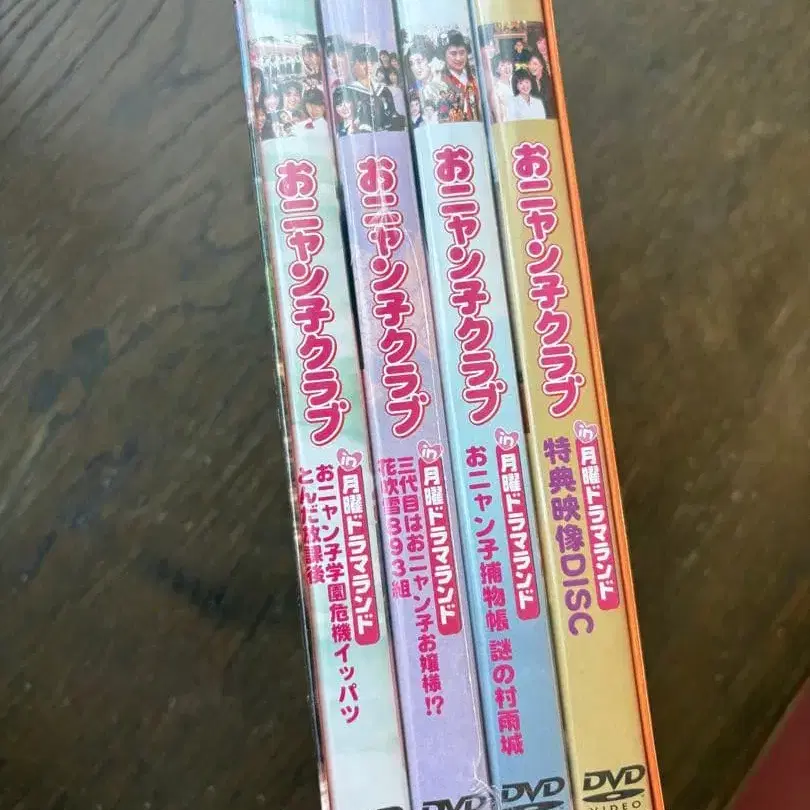 おニャン子クラブ
in 月曜ドラマランド
おニャン子学園危機イッパツ
とんだ放課後
おニャン子クラブ
in 月曜ドラマランド
三代目はおニャン子お嬢様!?
花吹雪393組
DVD
おニャン子クラブ
in 月曜ドラマランド
おニャン子捕物帳 謎の村雨城
DVD
おニャン子クラブ
in 月曜ドラマランド
特典映像DISC
DVD
VIDEO